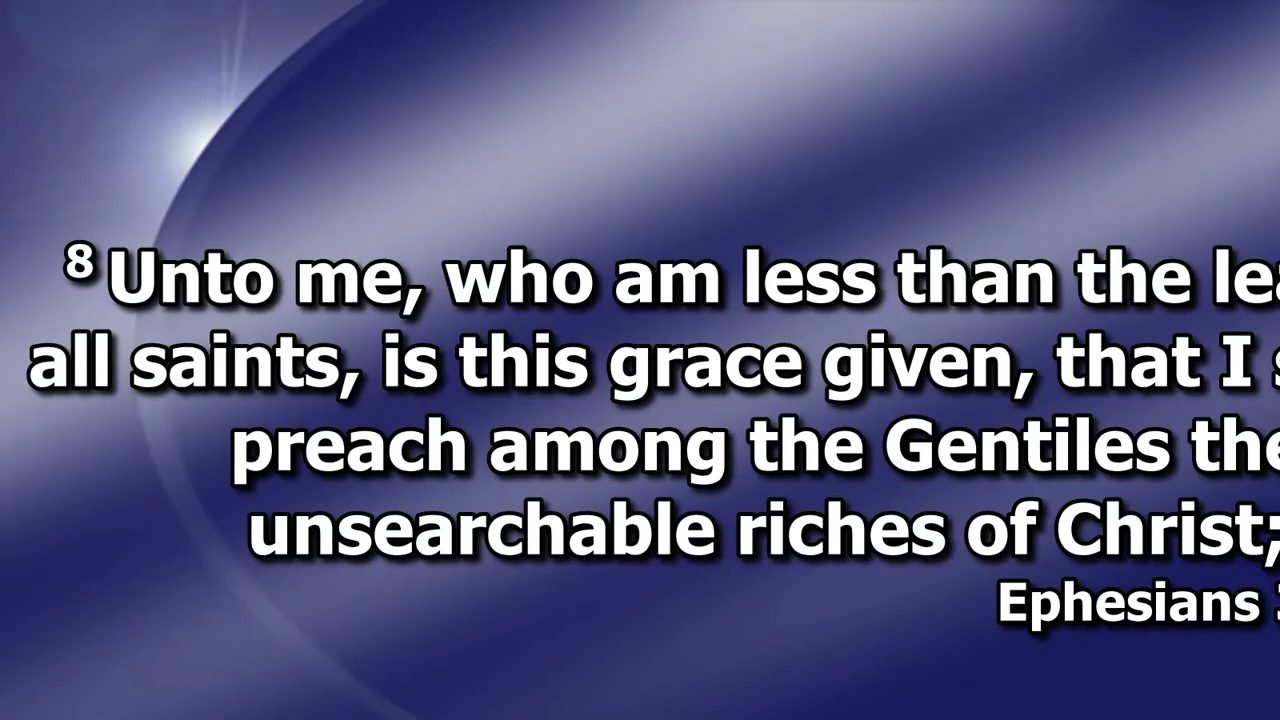 8 Unto me, who am less than the
all saints, is this grace given, that I
preach among the Gentiles the
unsearchable riches of Christ;
Ephesians